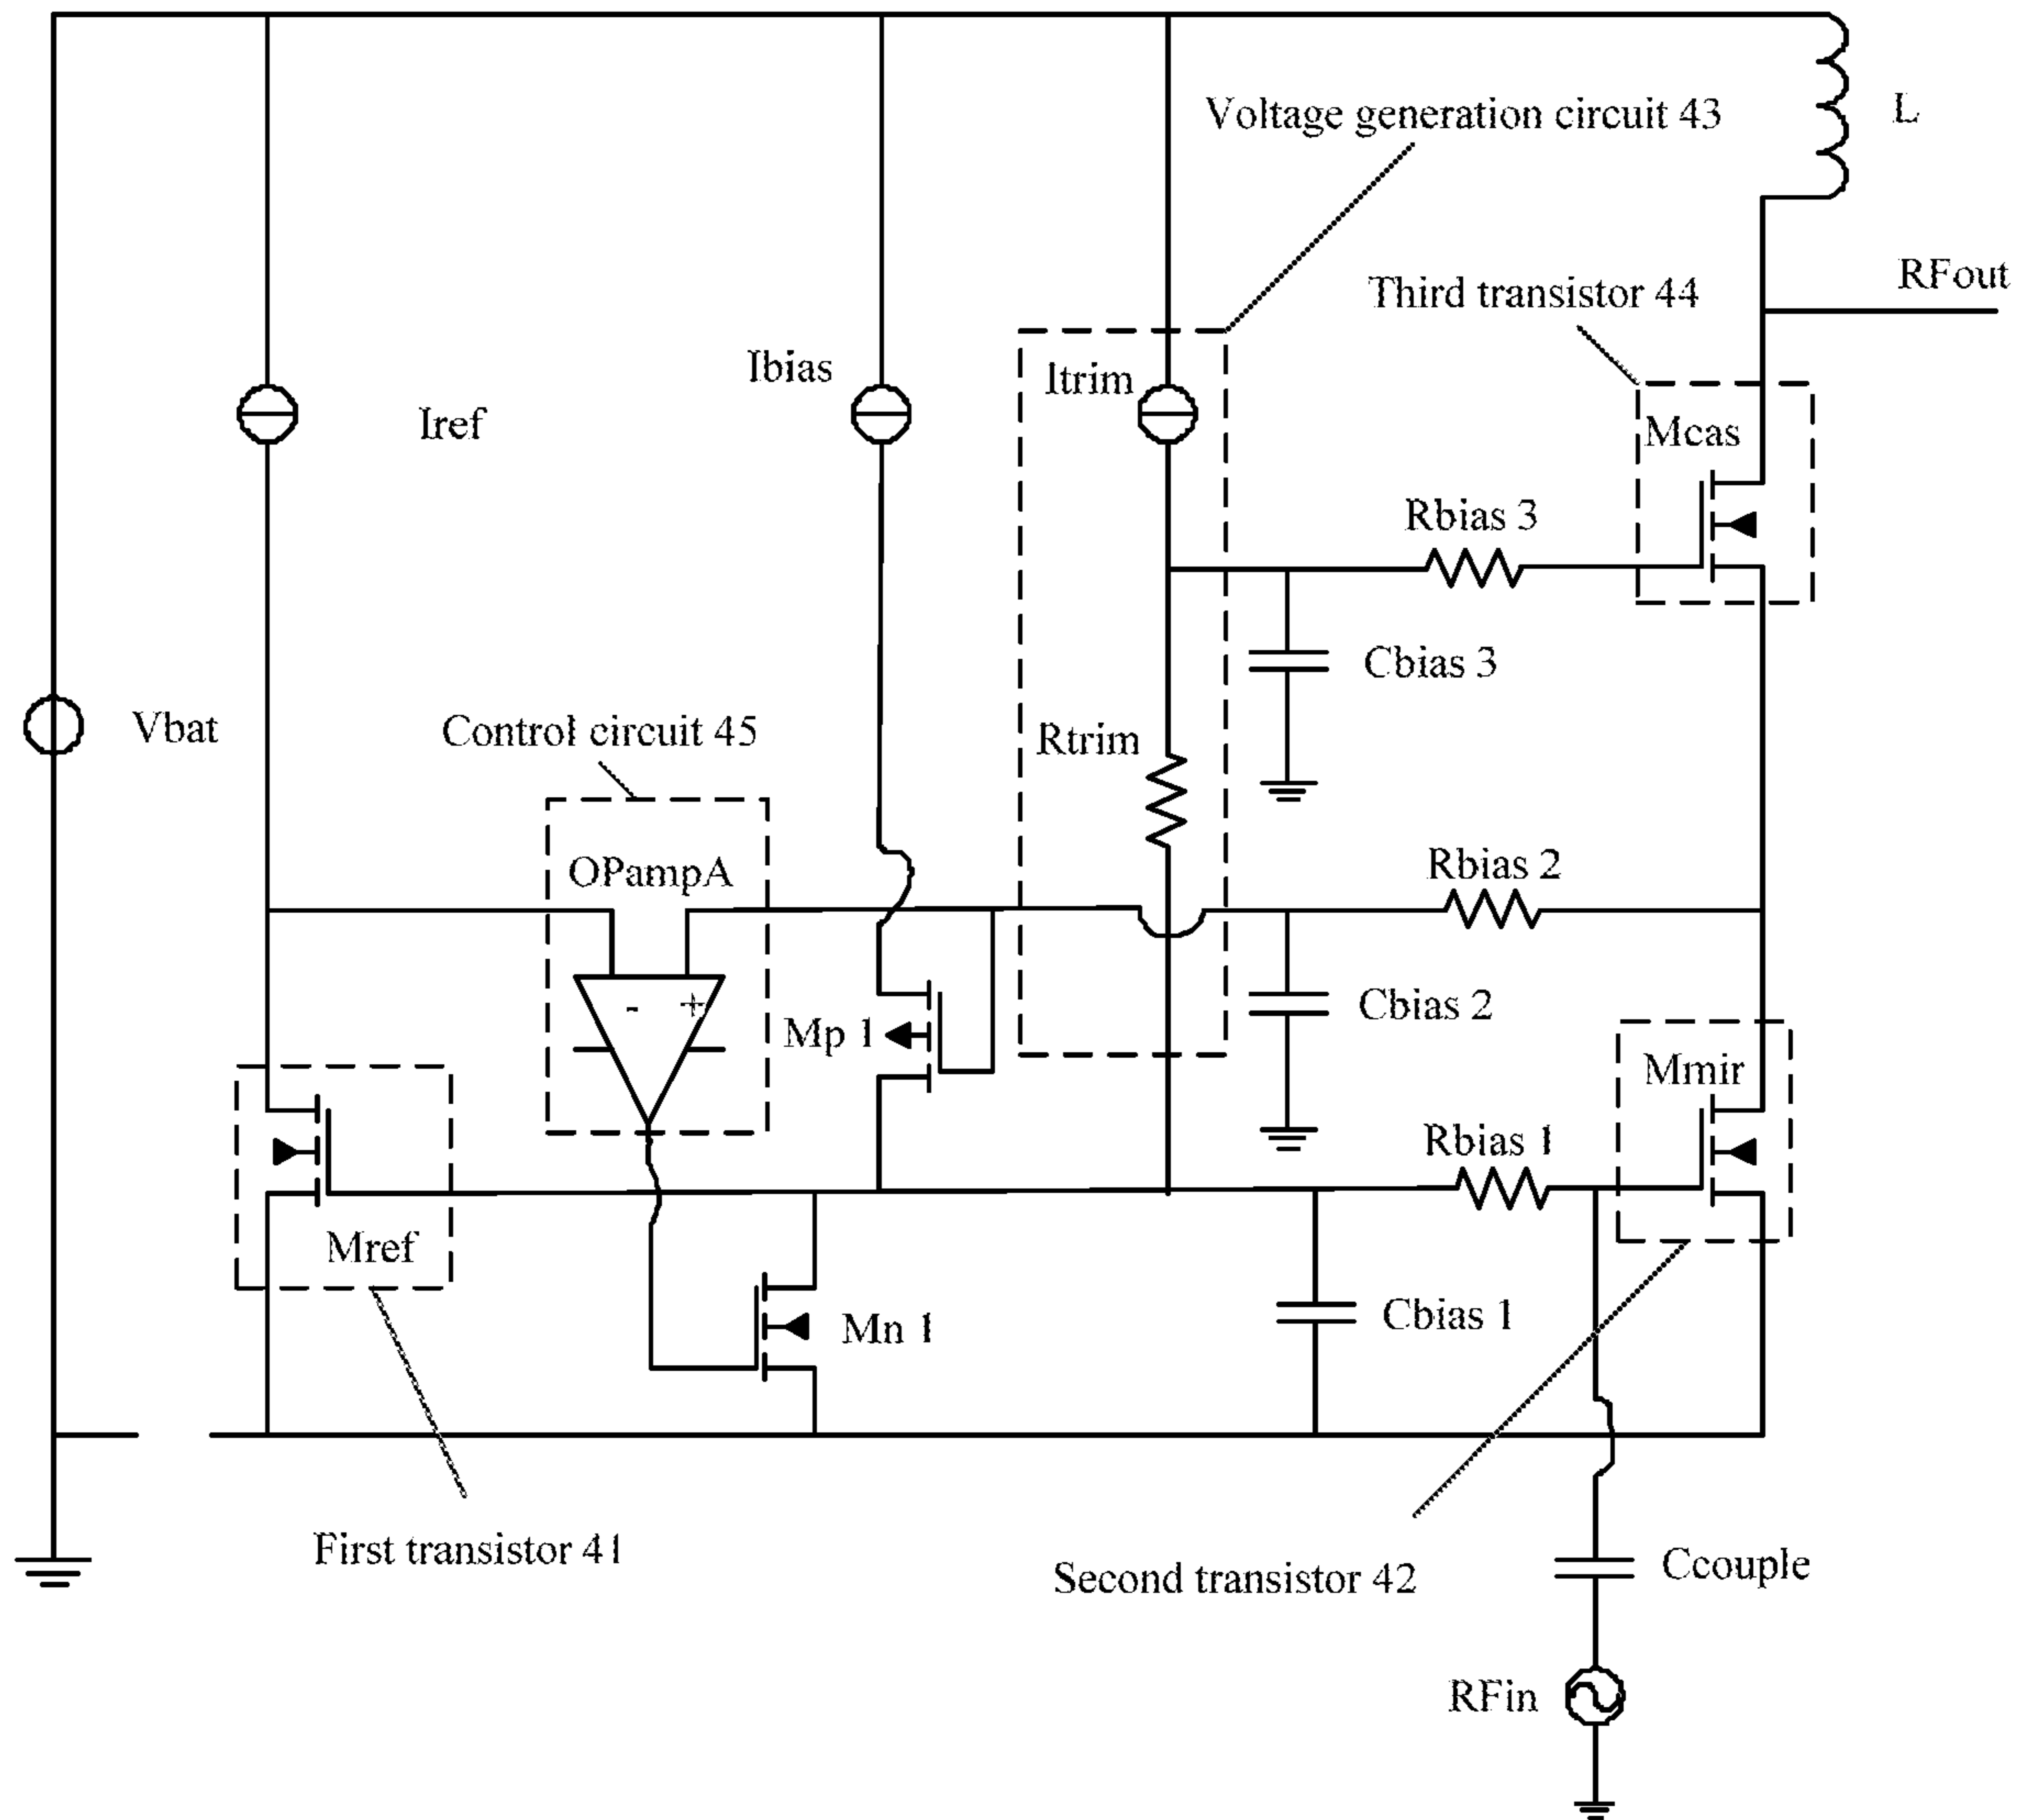 Voltage generation circuit 43
L
Third transistor 44
RFout
Iref
Ibias
Itrim
Mcas
Rbias 3
Cbias 3
Vbat
Control circuit 45
Rtrim
OPampA
Rbias 2
- +
Mp 1
Cbias 2
Mmir
Rbias 1
Mref
Mn 1
Cbias 1
First transistor 41
Second transistor 42
Ccouple
RFin